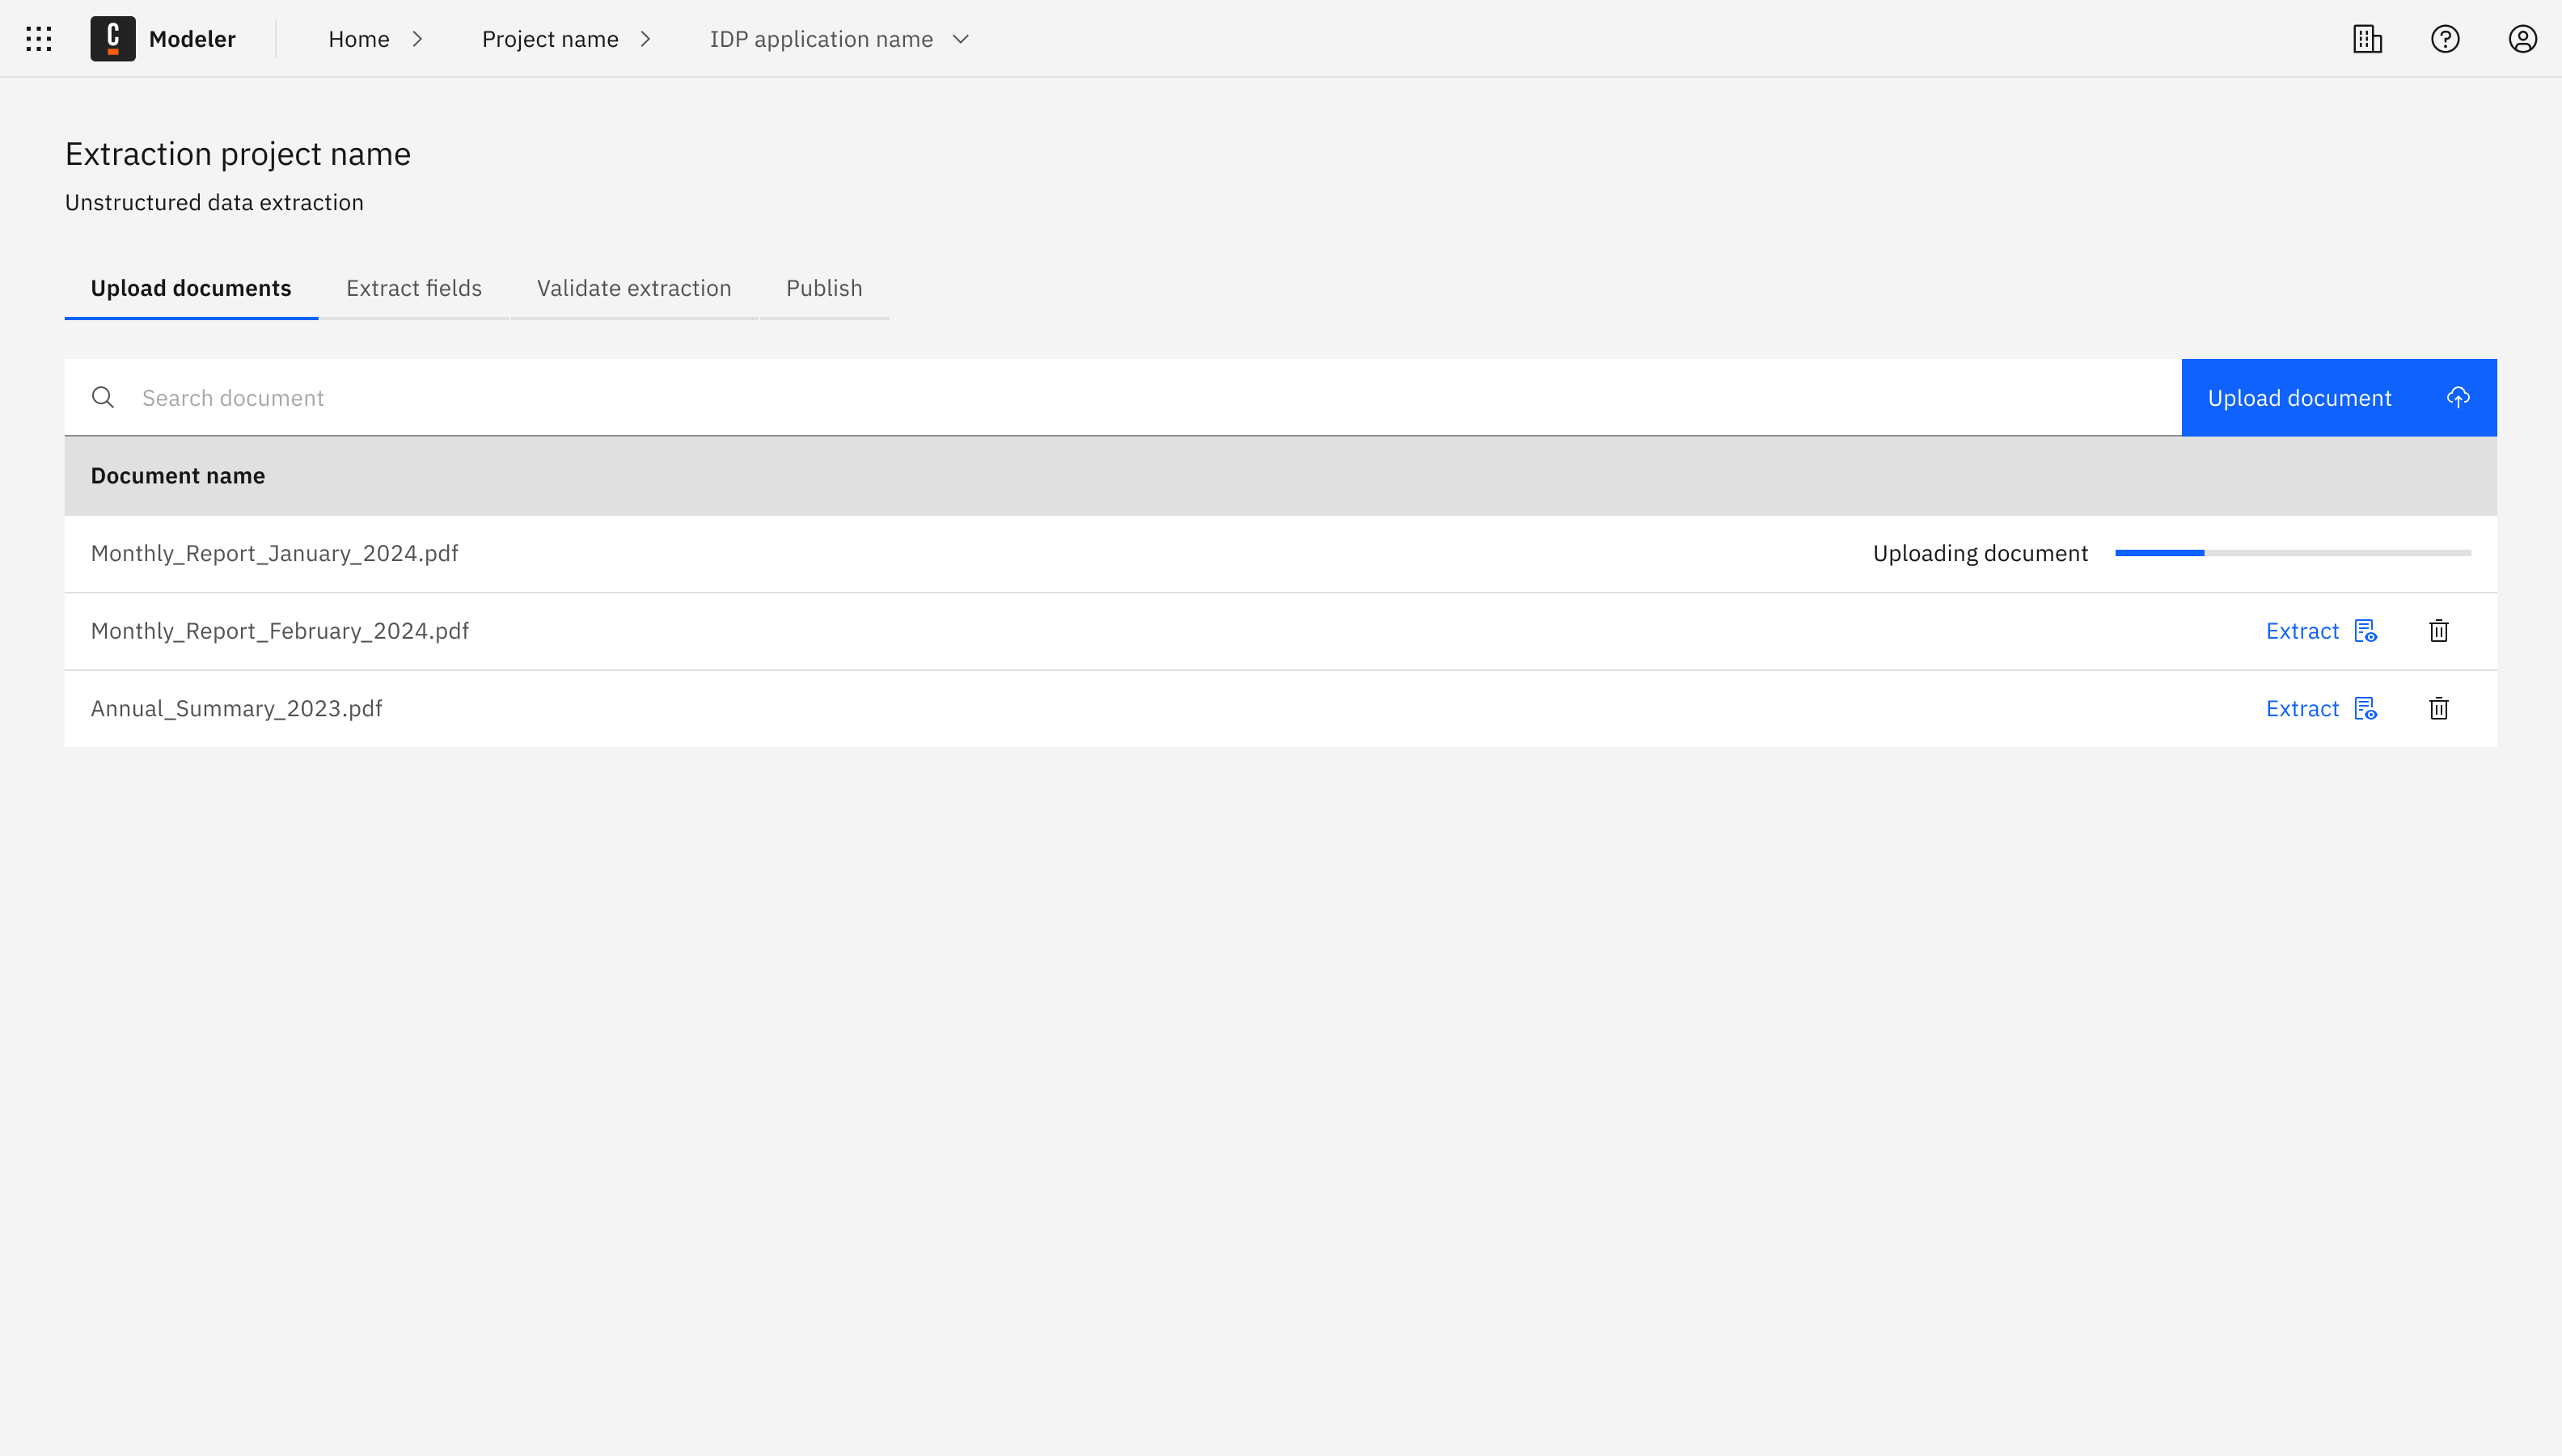 C Modeler Home Project name IDP application name
Extraction project name
Unstructured data extraction
Upload documents Extract fields Validate extraction Publish
Search document Upload document
Document name
Monthly_Report_January_2024.pdf Uploading document
Monthly_Report_February_2024.pdf Extract
Annual_Summary_2023.pdf Extract